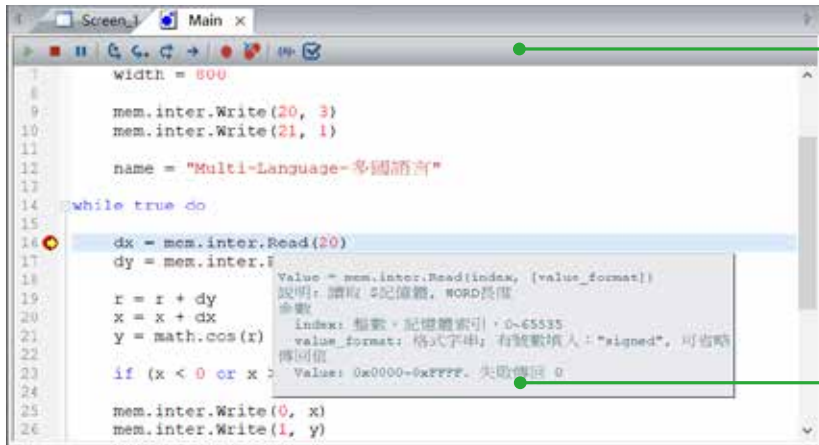 Screen_1 Main ×
7 width = 800
8
9 mem.inter.Write(20, 3)
10 mem.inter.Write(21, 1)
11
12 name = "Multi-Language-多國語言"
13
14 while true do
15
16 dx = mem.inter.Read(20)
17 dy = mem.inter.
18
19 r = r + dy
20 x = x + dx
21 y = math.cos(r)
22
23 if (x < 0 or x >
24
25 mem.inter.Write(0, x)
26 mem.inter.Write(1, y)
Value = mem.inter.Read(index, [value_format])
說明: 讀取 $記憶體, WORD長度
參數
index: 整數，記憶體索引，0~65535
value_format: 格式字串; 有號數填入："signed", 可省略
傳回值
Value: 0x0000~0xFFFF. 失敗傳回 0